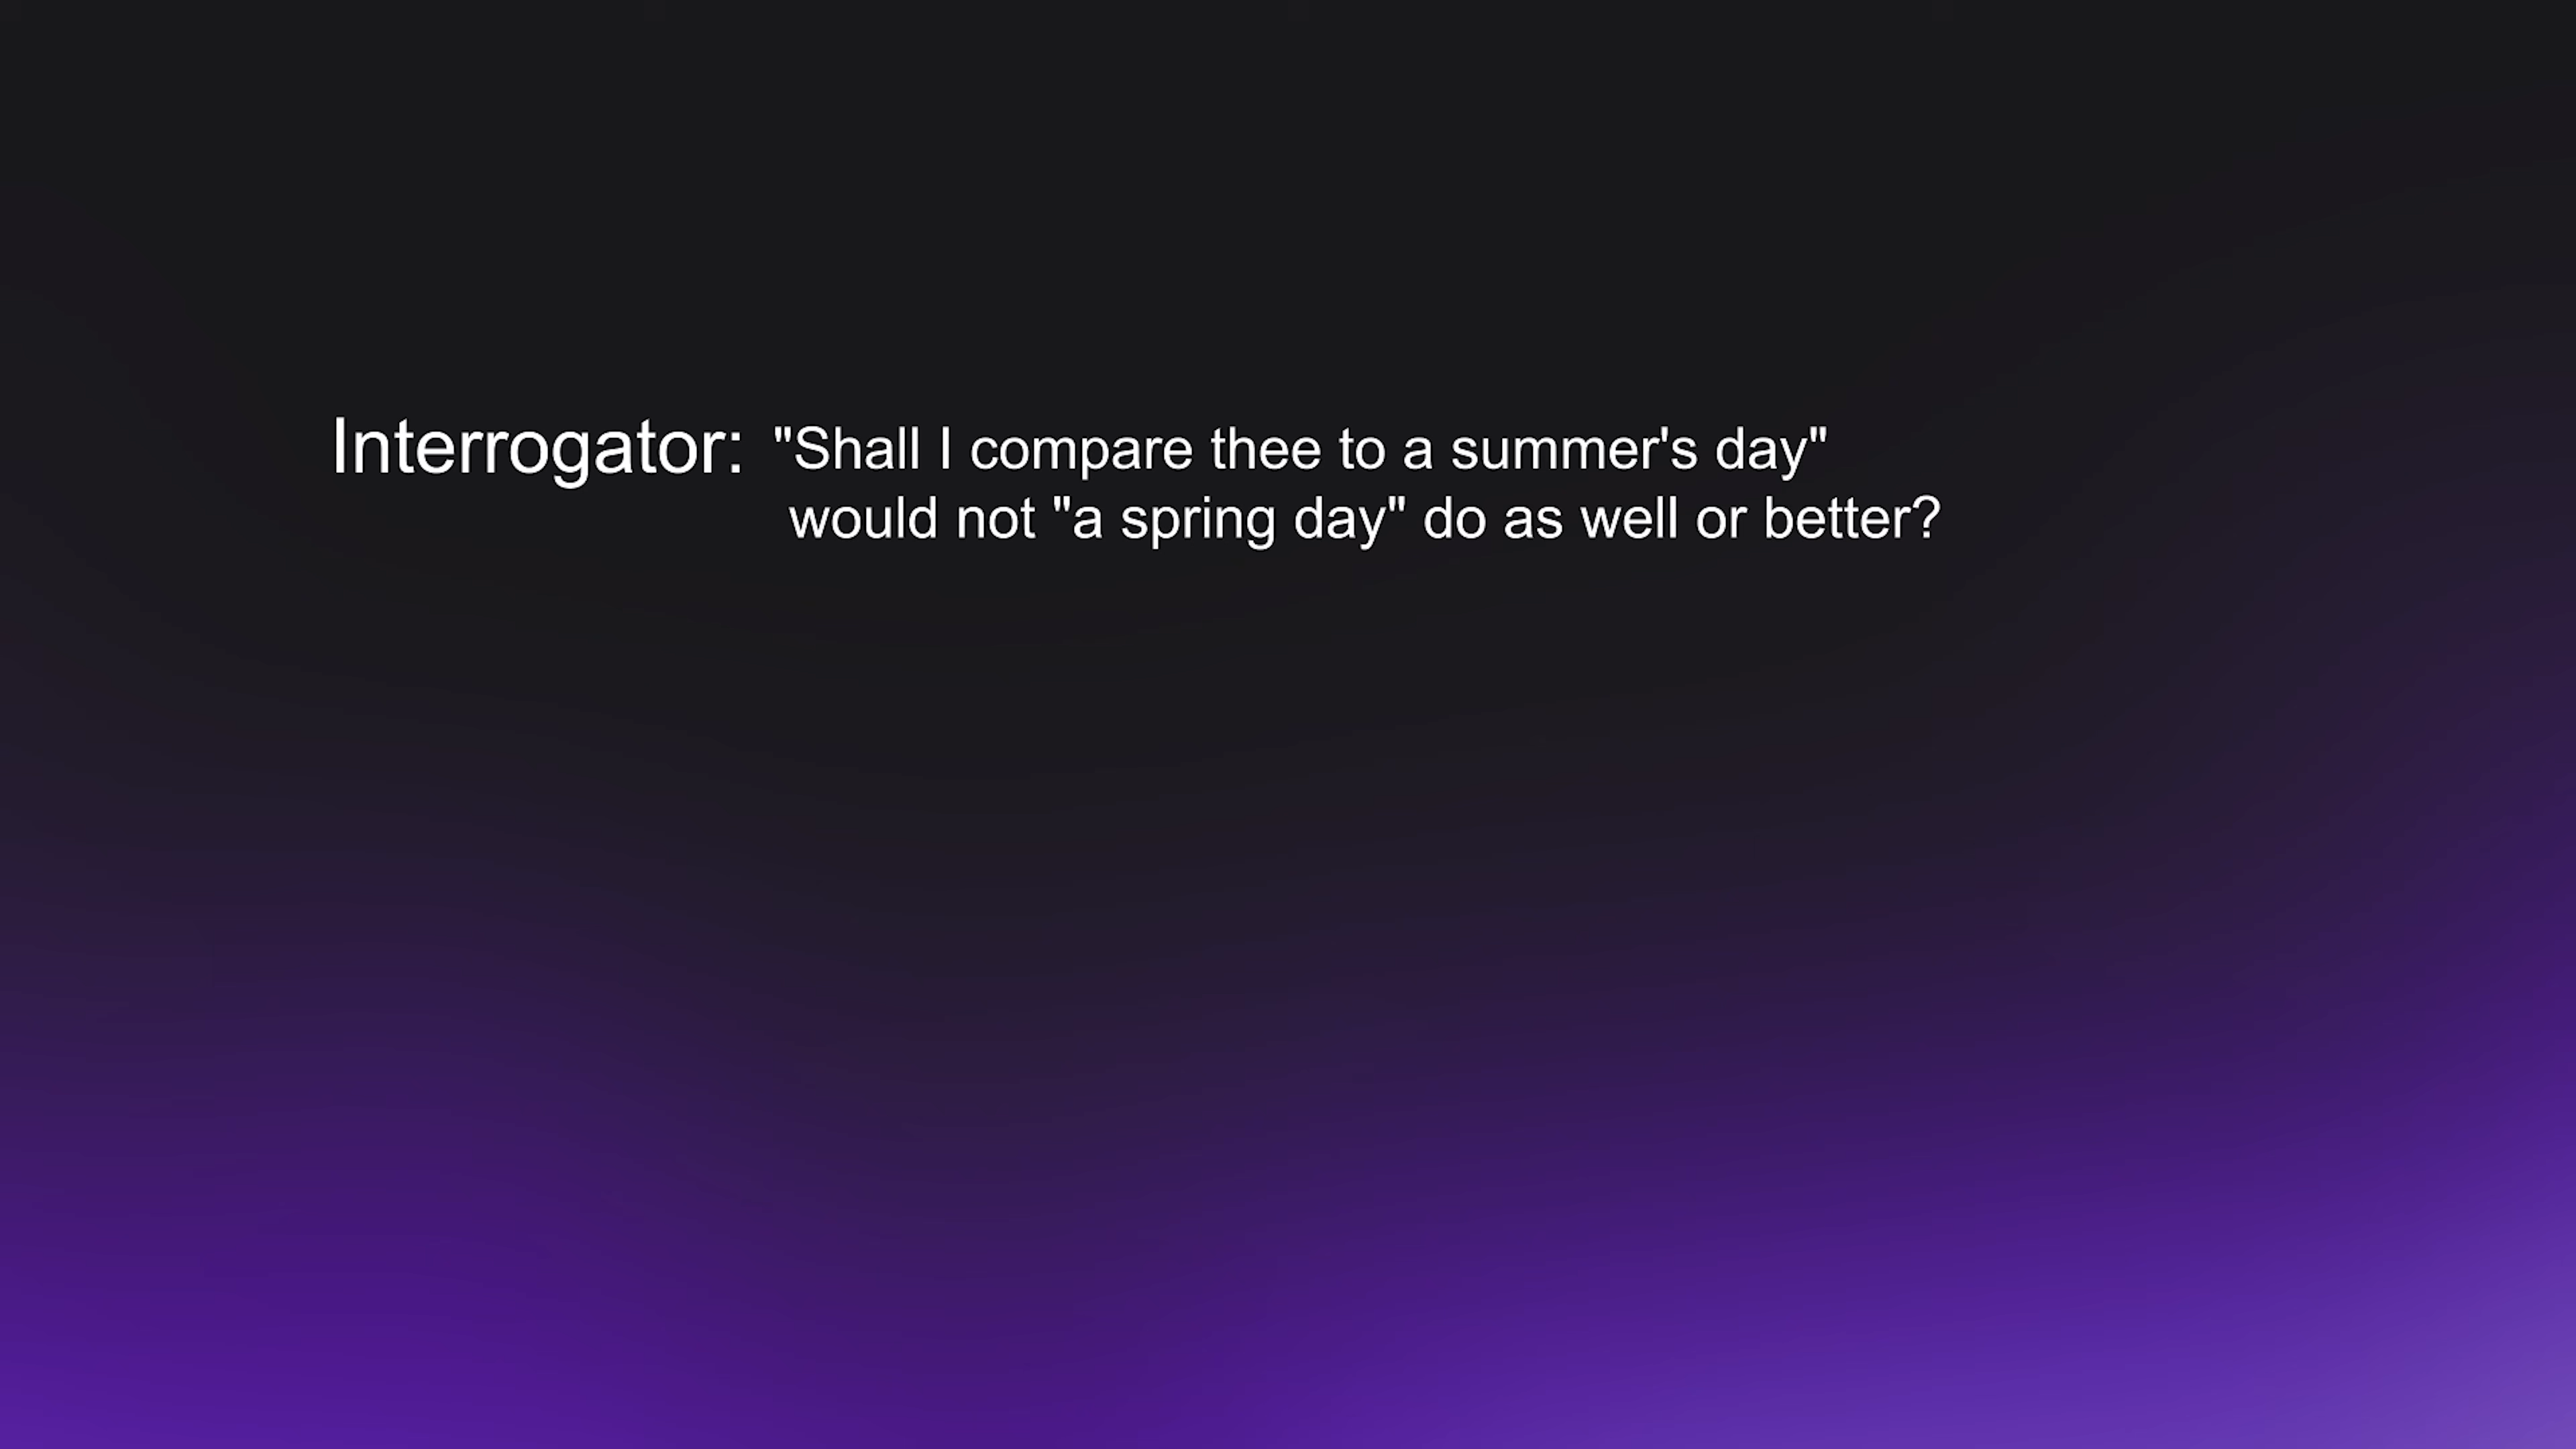 Interrogator: "Shall I compare thee to a summer's day"
would not "a spring day" do as well or better?